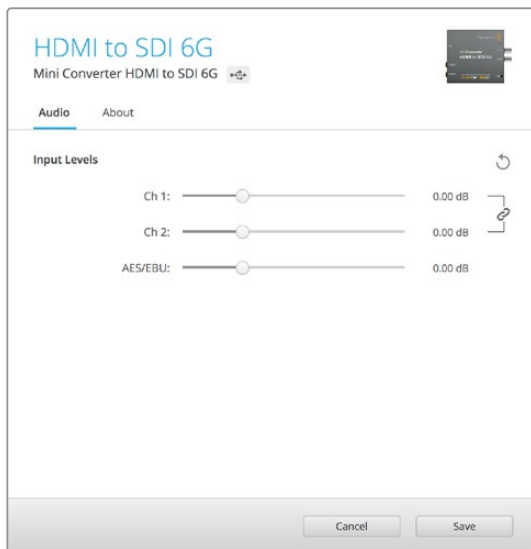 HDMI to SDI 6G
Mini Converter HDMI to SDI 6G
Audio About
Input Levels
Ch 1: 0.00 dB
Ch 2: 0.00 dB
AES/EBU: 0.00 dB
Cancel Save